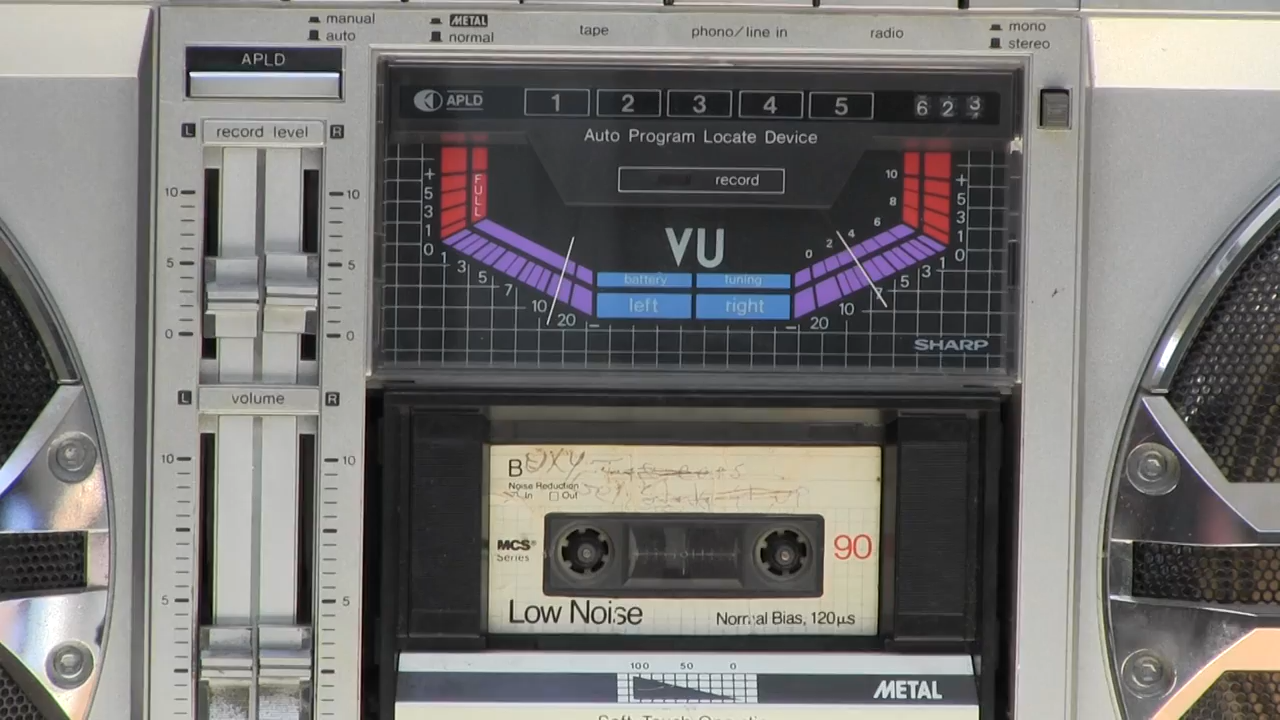 manual METAL tape phono/line in radio mono
auto normal stereo
APLD
APLD 1 2 3 4 5 6 2 3
Auto Program Locate Device
L record level R
record
FULL
+ 5 3 1 0
1 3 5 7 10 20 -
VU
battery tuning
left right
0 2 4 6 8 10
- 20 10 7 5 3 1
0 1 3 5 +
SHARP
10 10
5 5
0 0
L volume R
10 10
5 5
B OXY
Noise Reduction
In Out
MCS® Series
90
Low Noise
Normal Bias, 120µs
100 50 0
METAL